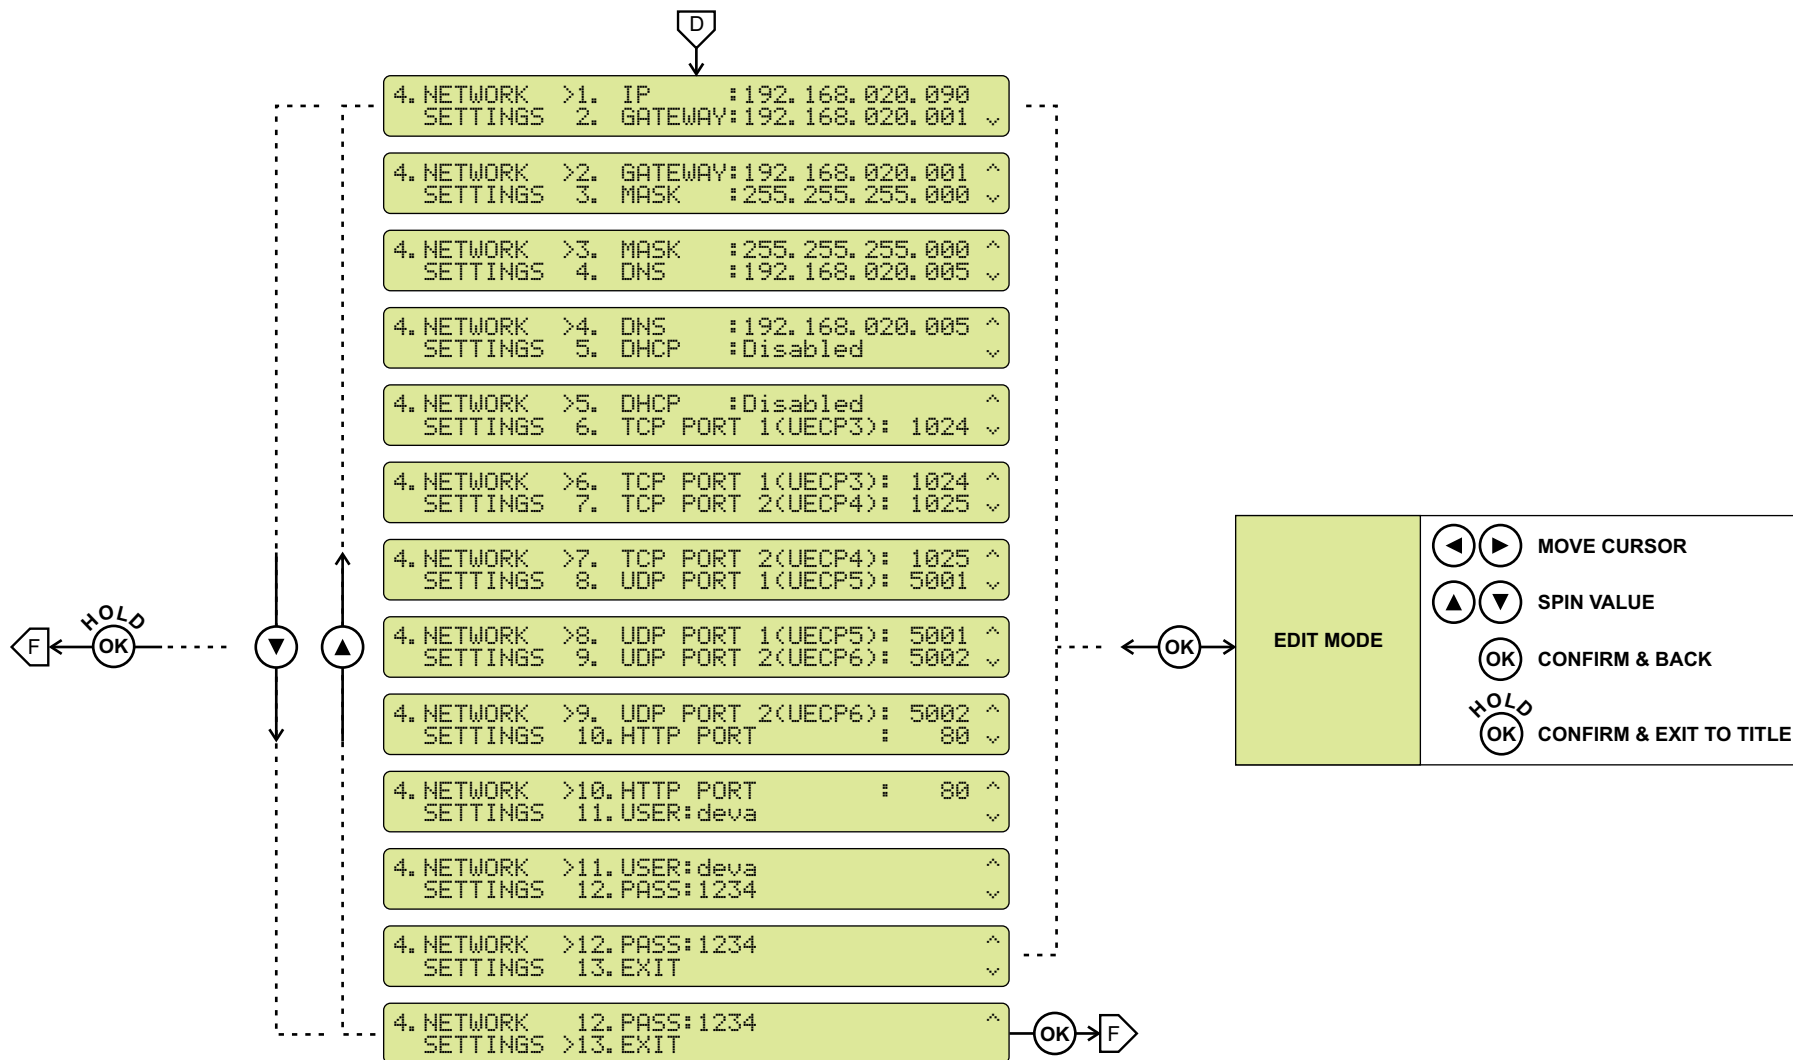 D
4. NETWORK >1. IP :192.168.020.090
SETTINGS 2. GATEWAY:192.168.020.001 ⌄
4. NETWORK >2. GATEWAY:192.168.020.001 ^
SETTINGS 3. MASK :255.255.255.000 ⌄
4. NETWORK >3. MASK :255.255.255.000 ^
SETTINGS 4. DNS :192.168.020.005 ⌄
4. NETWORK >4. DNS :192.168.020.005 ^
SETTINGS 5. DHCP :Disabled ⌄
4. NETWORK >5. DHCP :Disabled ^
SETTINGS 6. TCP PORT 1(UECP3): 1024 ⌄
4. NETWORK >6. TCP PORT 1(UECP3): 1024 ^
SETTINGS 7. TCP PORT 2(UECP4): 1025 ⌄
4. NETWORK >7. TCP PORT 2(UECP4): 1025 ^
SETTINGS 8. UDP PORT 1(UECP5): 5001 ⌄
4. NETWORK >8. UDP PORT 1(UECP5): 5001 ^
SETTINGS 9. UDP PORT 2(UECP6): 5002 ⌄
4. NETWORK >9. UDP PORT 2(UECP6): 5002 ^
SETTINGS 10. HTTP PORT : 80 ⌄
4. NETWORK >10. HTTP PORT : 80 ^
SETTINGS 11. USER:deva ⌄
4. NETWORK >11. USER:deva ^
SETTINGS 12. PASS:1234 ⌄
4. NETWORK >12. PASS:1234 ^
SETTINGS 13. EXIT ⌄
4. NETWORK 12. PASS:1234 ^
SETTINGS >13. EXIT
OK
F
HOLD
OK
F
OK
EDIT MODE
MOVE CURSOR
SPIN VALUE
OK CONFIRM & BACK
HOLD
OK CONFIRM & EXIT TO TITLE